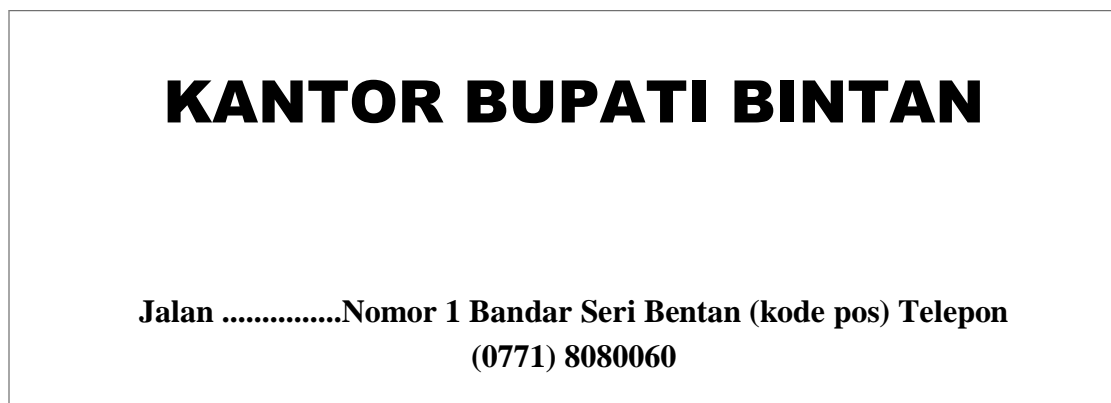 KANTOR BUPATI BINTAN
Jalan ...............Nomor 1 Bandar Seri Bentan (kode pos) Telepon
(0771) 8080060